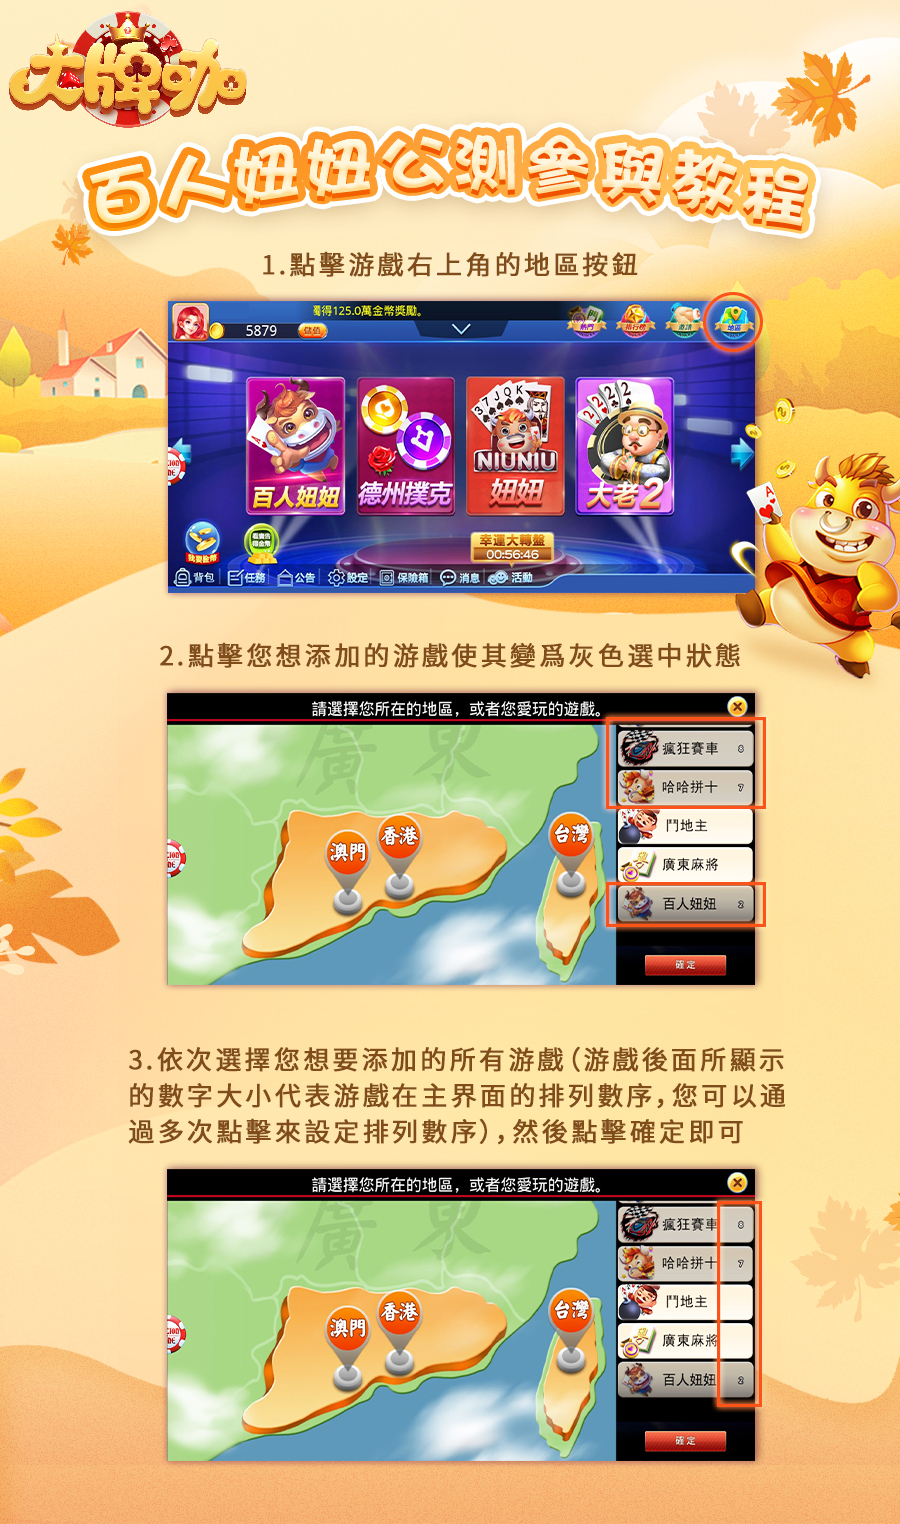 大牌咖
百人妞妞公測參與教程
1.點擊游戲右上角的地區按鈕
獨得125.0萬金幣獎勵。
5879
儲值
熱門
排行榜
邀請
地區
A
3 7 J Q K
2 2 2 2
NIUNIU
百人妞妞
德州撲克
妞妞
大老2
看廣告
領金幣
幸運大轉盤
00:56:46
背包
任務
公告
設定
保險箱
消息
活動
A
2.點擊您想添加的游戲使其變爲灰色選中狀態
請選擇您所在的地區，或者您愛玩的遊戲。
廣東
瘋狂賽車 8
哈哈拼十 7
鬥地主
廣東麻將
百人妞妞 2
澳門
香港
台灣
確定
3.依次選擇您想要添加的所有游戲(游戲後面所顯示
的數字大小代表游戲在主界面的排列數序,您可以通
過多次點擊來設定排列數序),然後點擊確定即可
請選擇您所在的地區，或者您愛玩的遊戲。
廣東
瘋狂賽車 8
哈哈拼十 7
鬥地主
廣東麻將
百人妞妞 2
澳門
香港
台灣
確定